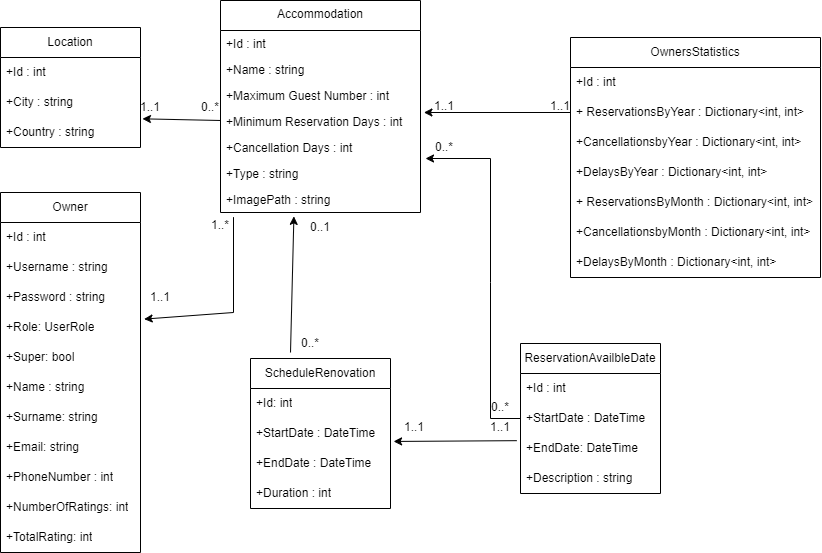 Accommodation
+Id : int
+Name : string
+Maximum Guest Number : int
+Minimum Reservation Days : int
+Cancellation Days : int
+Type : string
+ImagePath : string
Location
+Id : int
+City : string
+Country : string
1..1
0..*
OwnersStatistics
+Id : int
+ ReservationsByYear : Dictionary<int, int>
+CancellationsbyYear : Dictionary<int, int>
+DelaysByYear : Dictionary<int, int>
+ ReservationsByMonth : Dictionary<int, int>
+CancellationsbyMonth : Dictionary<int, int>
+DelaysByMonth : Dictionary<int, int>
1..1
1..1
0..*
Owner
+Id : int
+Username : string
+Password : string
+Role: UserRole
+Super: bool
+Name : string
+Surname: string
+Email: string
+PhoneNumber : int
+NumberOfRatings: int
+TotalRating: int
1..*
1..1
0..1
0..*
ScheduleRenovation
+Id: int
+StartDate : DateTime
+EndDate : DateTime
+Duration : int
1..1
0..*
1..1
ReservationAvailbleDate
+Id : int
+StartDate : DateTime
+EndDate: DateTime
+Description : string